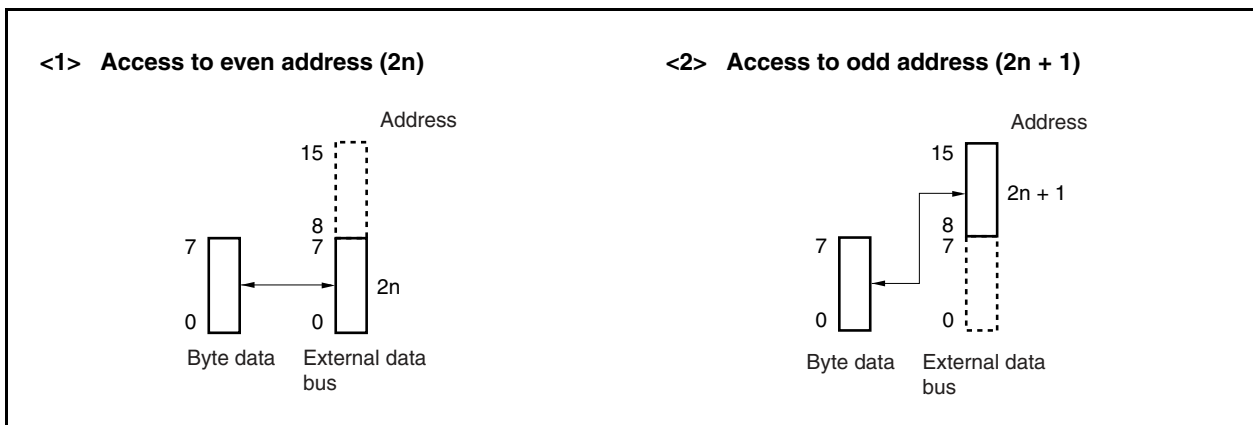 <1> Access to even address (2n)
Address
15
8
7
7
2n
0
0
Byte data
External data
bus
<2> Access to odd address (2n + 1)
Address
15
2n + 1
8
7
7
0
0
Byte data
External data
bus